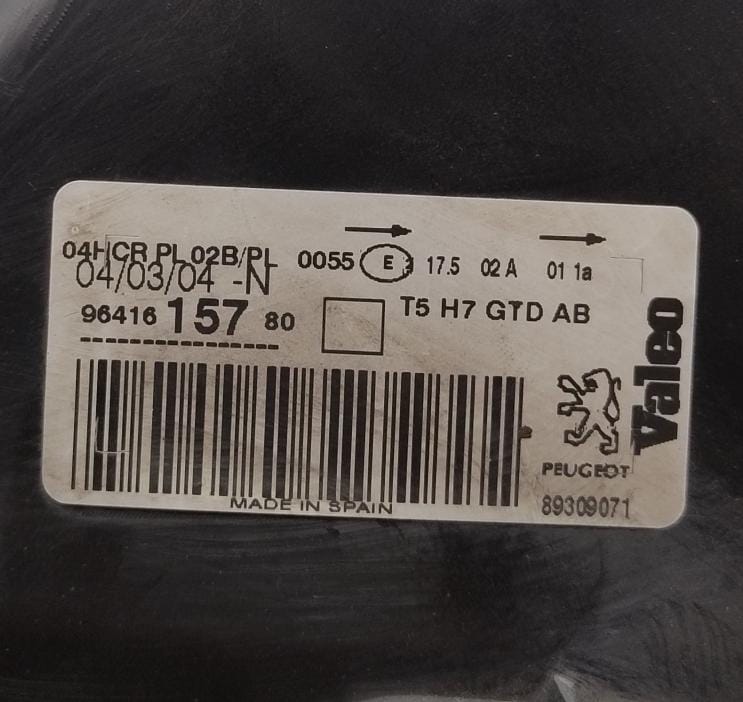 04HCR PL 02B/PL 0055 E 17.5 02 A 01 1a
04/03/04 -N
96416 157 80
T5 H7 GTD AB
Valeo
PEUGEOT
MADE IN SPAIN
89309071